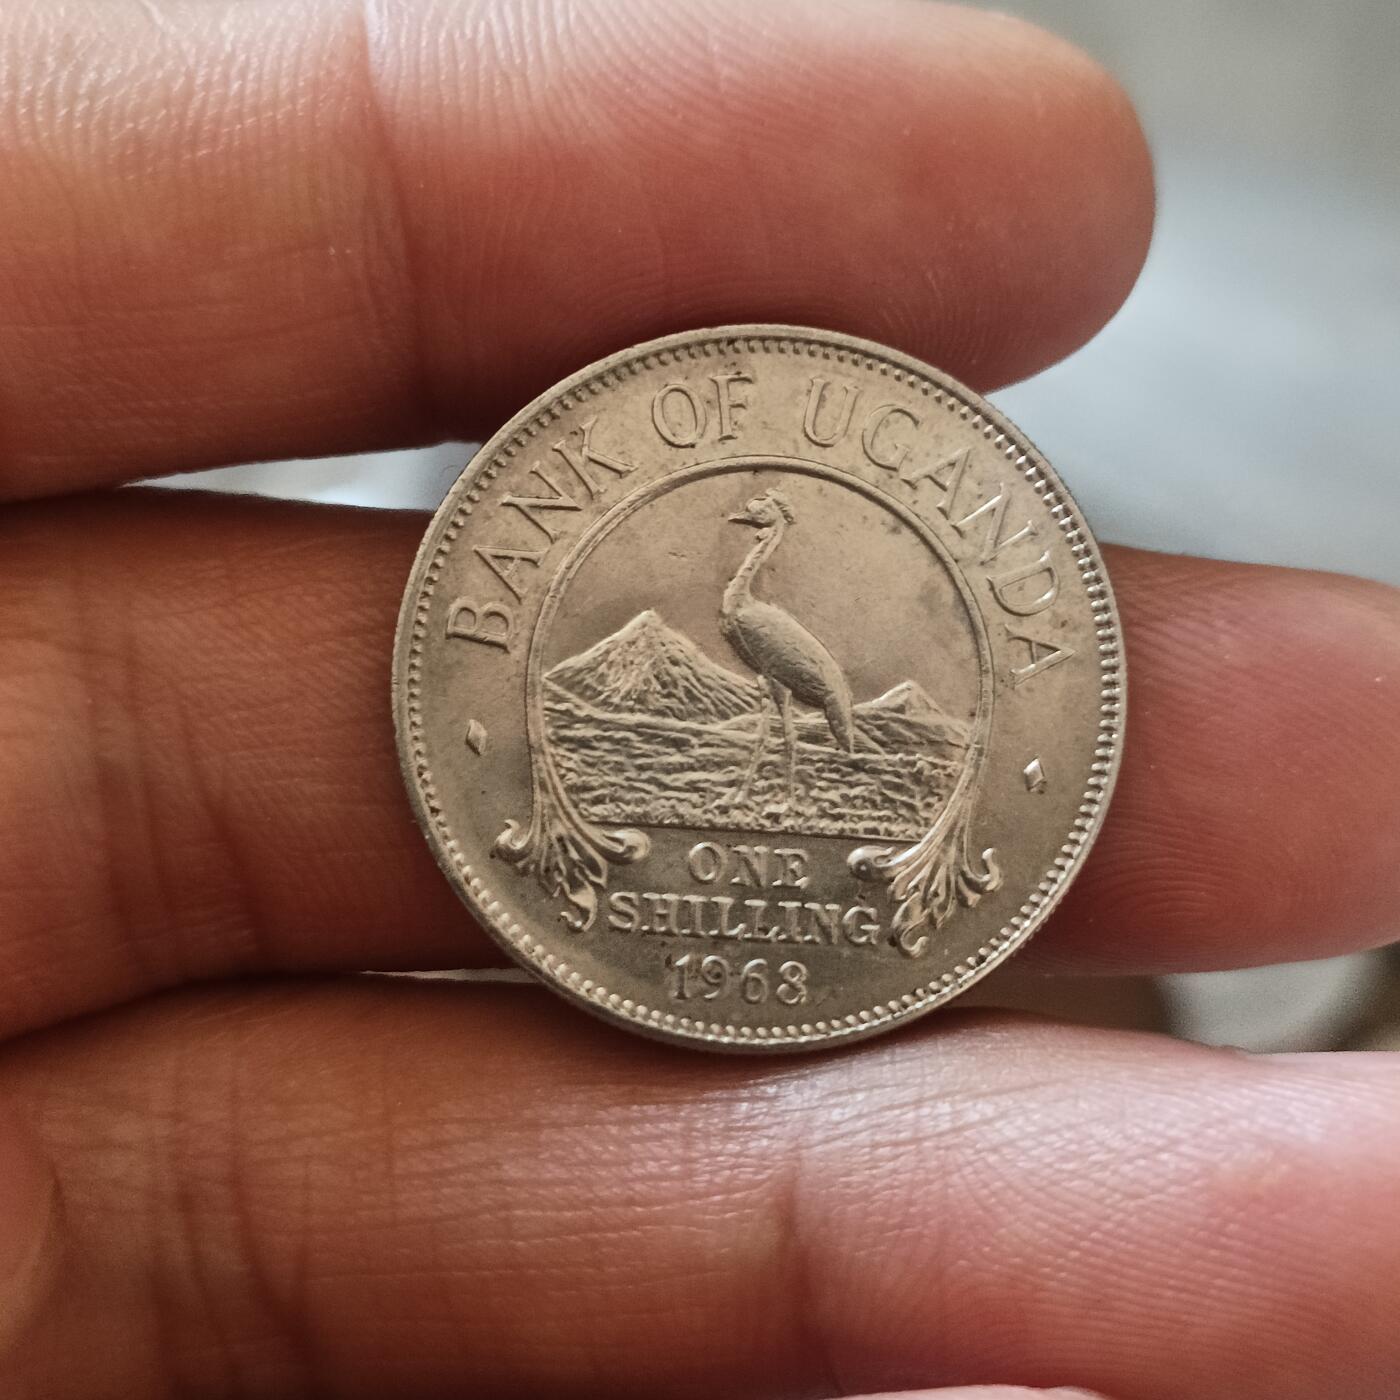 BANK OF UGANDA
ONE
SHILLING
1968